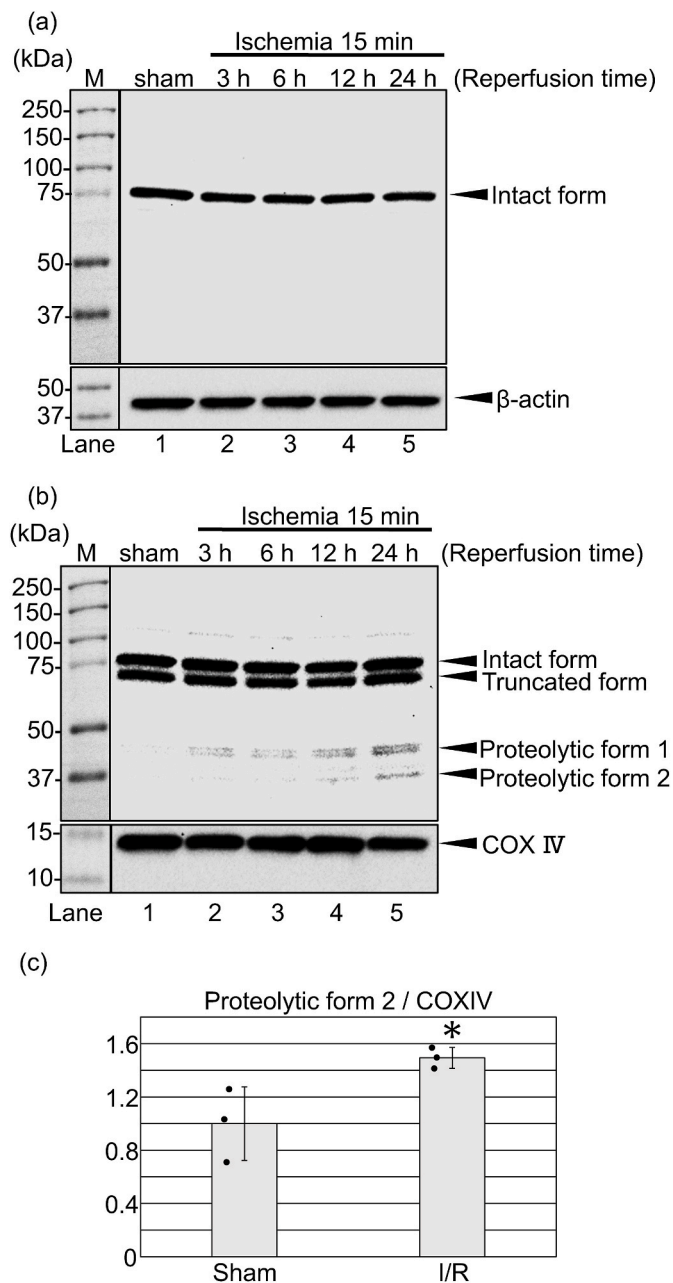 (a)
Ischemia 15 min
(kDa)
M sham 3 h 6 h 12 h 24 h (Reperfusion time)
250
150
100
75 Intact form
50
37
50 β-actin
37
Lane 1 2 3 4 5
(b)
Ischemia 15 min
(kDa)
M sham 3 h 6 h 12 h 24 h (Reperfusion time)
250
150
100
75 Intact form
Truncated form
50 Proteolytic form 1
37 Proteolytic form 2
15 COX Ⅳ
10
Lane 1 2 3 4 5
(c)
Proteolytic form 2 / COXIV
1.6 *
1.2
0.8
0.4
0
Sham I/R